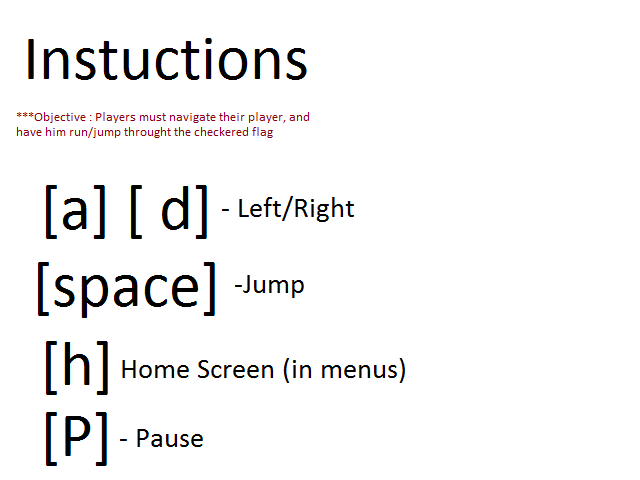 Instuctions
***Objective : Players must navigate their player, and
have him run/jump throught the checkered flag
[a] [ d] - Left/Right
[space] -Jump
[h] Home Screen (in menus)
[P] - Pause